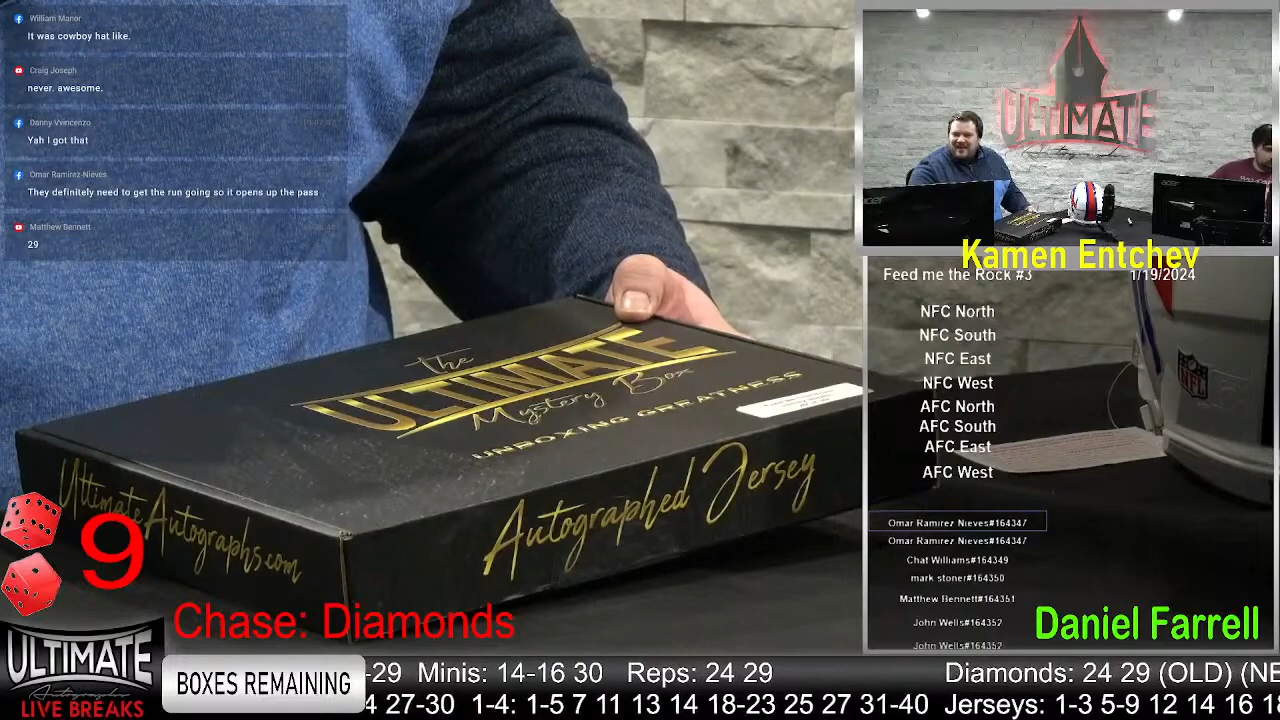 William Manor
It was cowboy hat like.
Craig Joseph
never. awesome.
Danny Vvincenzo
Yah I got that
Omar Ramirez-Nieves
They definitely need to get the run going so it opens up the pass
Matthew Bennett
29
the
ULTIMATE
Mystery Box
UNBOXING GREATNESS
UltimateAutographs.com
Autographed Jersey
9
Chase: Diamonds
ULTIMATE
Autographs
LIVE BREAKS
BOXES REMAINING
-29 Minis: 14-16 30 Reps: 24 29 Diamonds: 24 29 (OLD) (NE
4 27-30 1-4: 1-5 7 11 13 14 18-23 25 27 31-40 Jerseys: 1-3 5-9 12 14 16 18
ULTIMATE
acer
acer
Kamen Entchev
Feed me the Rock #3 1/19/2024
NFC North
NFC South
NFC East
NFC West
AFC North
AFC South
AFC East
AFC West
NFL
Omar Ramirez Nieves#164347
Omar Ramirez Nieves#164347
Chat Williams#164349
mark stoner#164350
Matthew Bennett#164351
John Wells#164352
John Wells#164352
Daniel Farrell